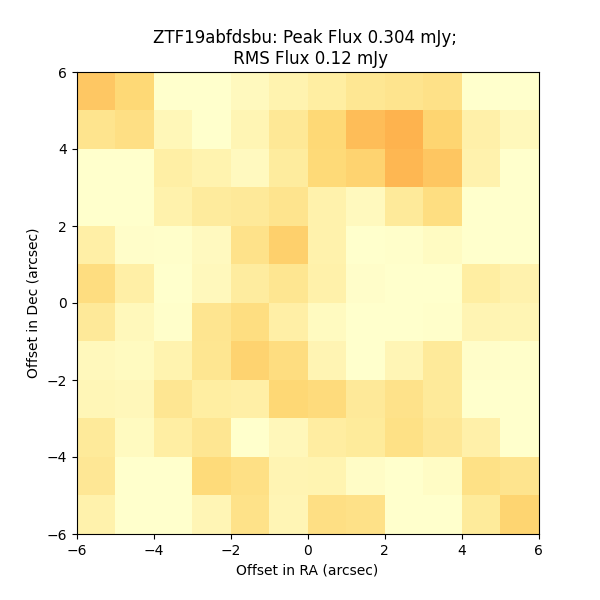 ZTF19abfdsbu: Peak Flux 0.304 mJy;
RMS Flux 0.12 mJy
6
4
2
0
−2
−4
−6
Offset in Dec (arcsec)
−6 −4 −2 0 2 4 6
Offset in RA (arcsec)